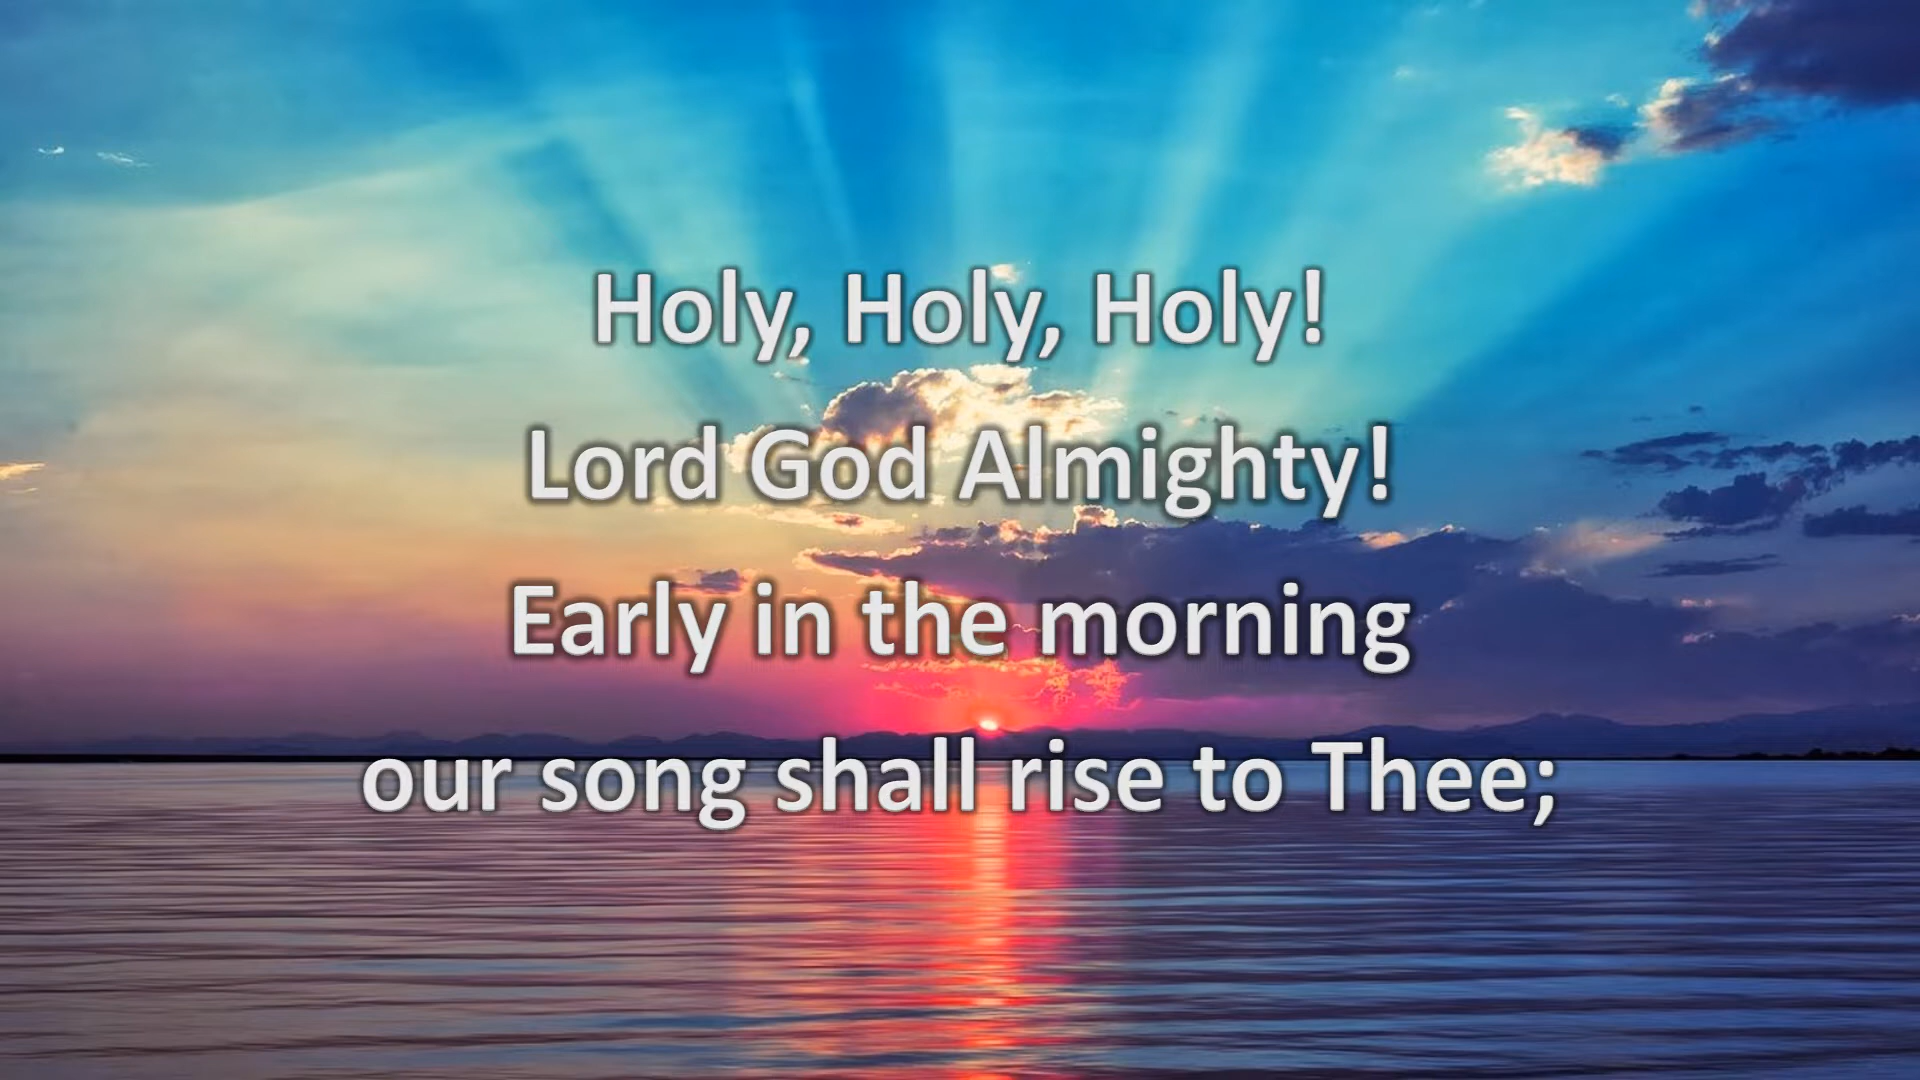 Holy, Holy, Holy!
Lord God Almighty!
Early in the morning
our song shall rise to Thee;